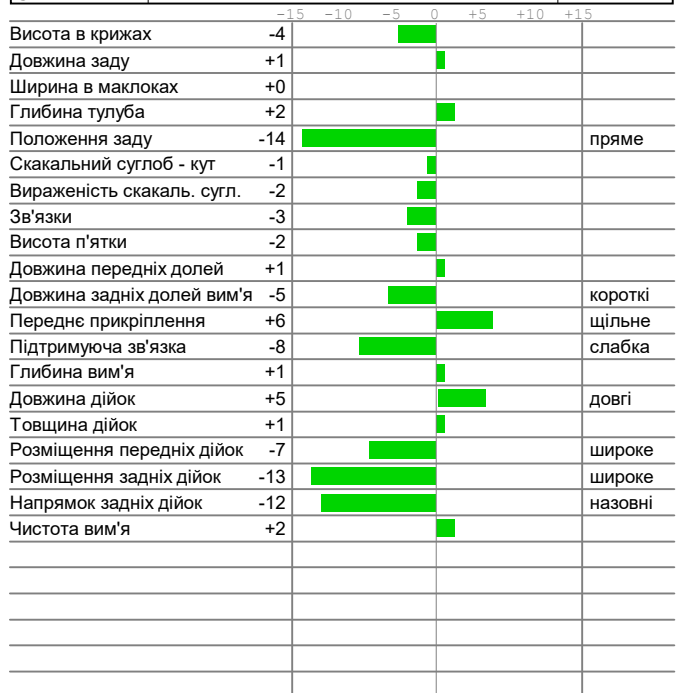 -15 -10 -5 0 +5 +10 +15
Висота в крижах -4
Довжина заду +1
Ширина в маклоках +0
Глибина тулуба +2
Положення заду -14 пряме
Скакальний суглоб - кут -1
Вираженість скакаль. сугл. -2
Зв'язки -3
Висота п'ятки -2
Довжина передніх долей +1
Довжина задніх долей вим'я -5 короткі
Переднє прикріплення +6 щільне
Підтримуюча зв'язка -8 слабка
Глибина вим'я +1
Довжина дійок +5 довгі
Товщина дійок +1
Розміщення передніх дійок -7 широке
Розміщення задніх дійок -13 широке
Напрямок задніх дійок -12 назовні
Чистота вим'я +2